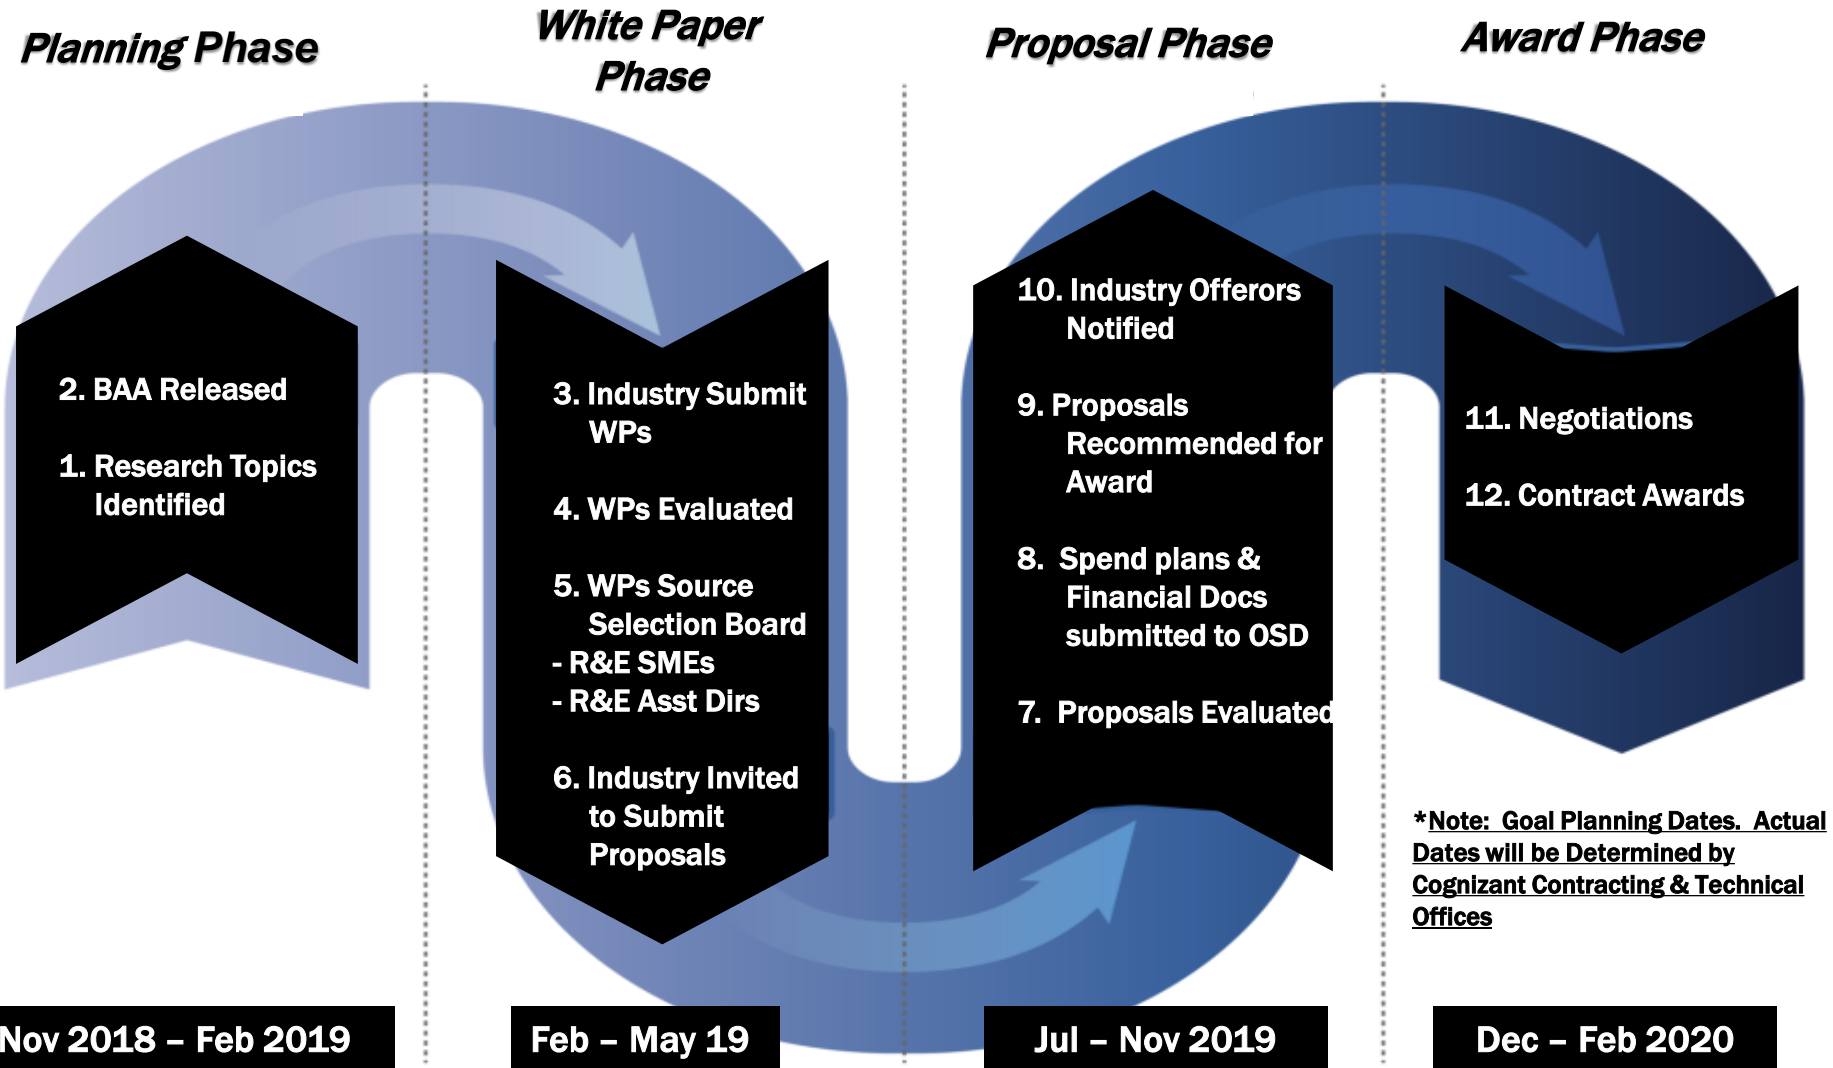 Planning Phase
2. BAA Released
1. Research Topics
Identified
Nov 2018 – Feb 2019
White Paper
Phase
3. Industry Submit
WPs
4. WPs Evaluated
5. WPs Source
Selection Board
- R&E SMEs
- R&E Asst Dirs
6. Industry Invited
to Submit
Proposals
Feb – May 19
Proposal Phase
10. Industry Offerors
Notified
9. Proposals
Recommended for
Award
8. Spend plans &
Financial Docs
submitted to OSD
7. Proposals Evaluated
Jul – Nov 2019
Award Phase
11. Negotiations
12. Contract Awards
*Note: Goal Planning Dates. Actual
Dates will be Determined by
Cognizant Contracting & Technical
Offices
Dec – Feb 2020